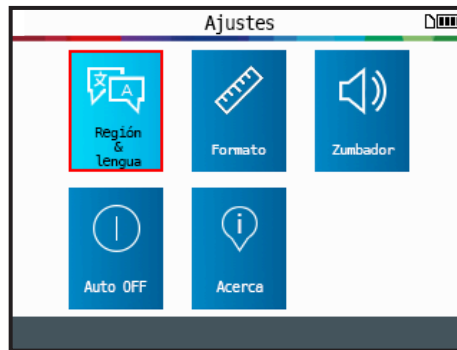 Ajustes
Región
&
lengua
Formato
Zumbador
Auto OFF
Acerca